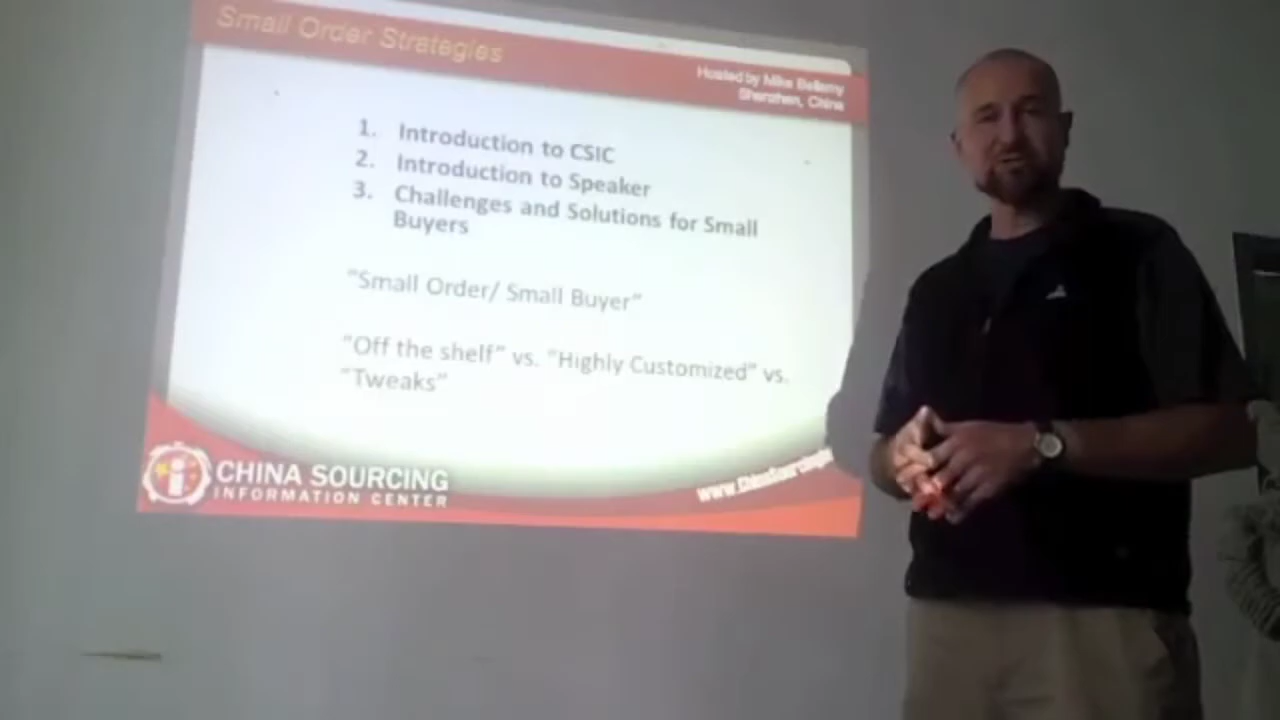 Small Order Strategies
Hosted by Mike Bellamy
Shenzhen, China
1. Introduction to CSIC
2. Introduction to Speaker
3. Challenges and Solutions for Small
Buyers
"Small Order/ Small Buyer"
"Off the shelf" vs. "Highly Customized" vs.
"Tweaks"
CHINA SOURCING
INFORMATION CENTER